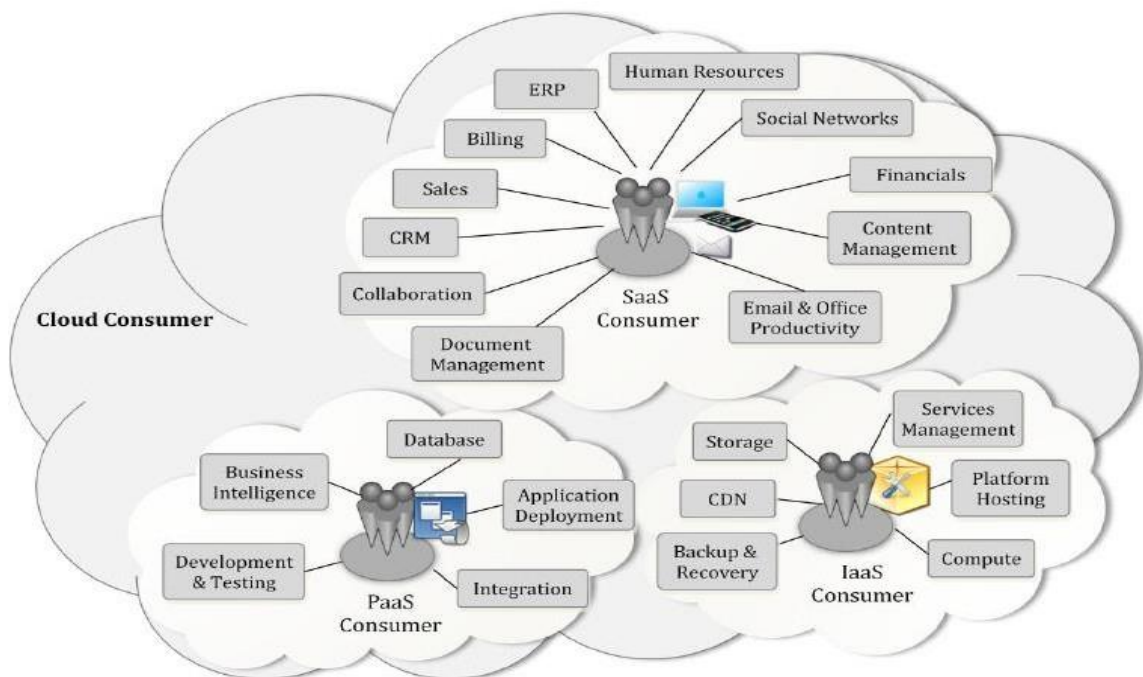 Human Resources
ERP
Social Networks
Billing
Financials
Sales
Content
Management
CRM
Collaboration
SaaS
Consumer
Email & Office
Productivity
Document
Management
Cloud Consumer
Database
Business
Intelligence
Application
Deployment
Development
& Testing
Integration
PaaS
Consumer
Services
Management
Storage
Platform
Hosting
CDN
Backup &
Recovery
Compute
IaaS
Consumer